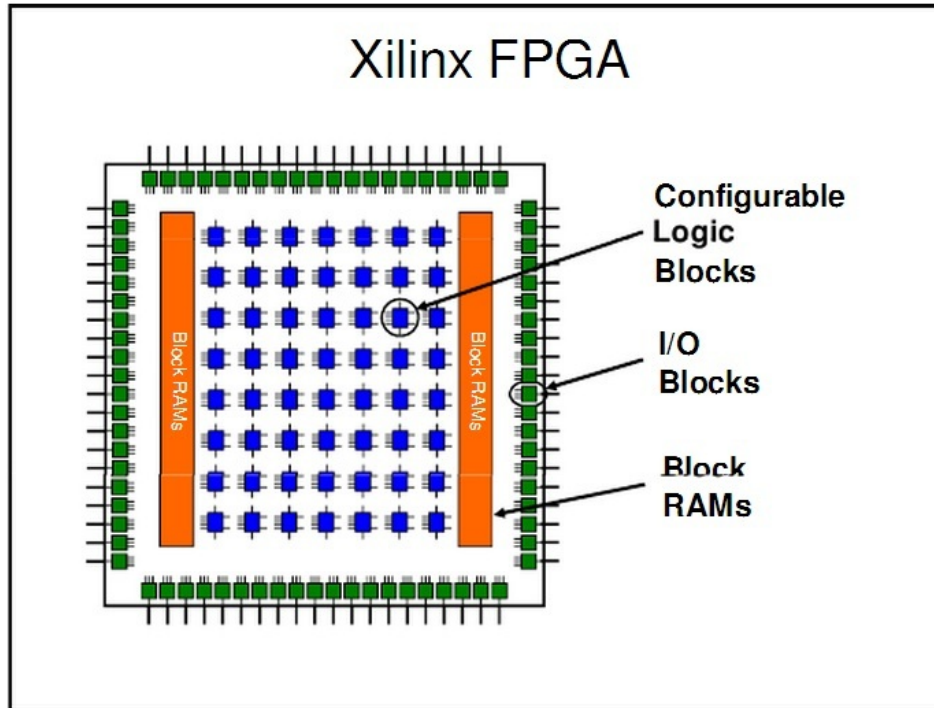 Xilinx FPGA
Configurable
Logic
Blocks
I/O
Blocks
Block
RAMs
Block RAMs
Block RAMs